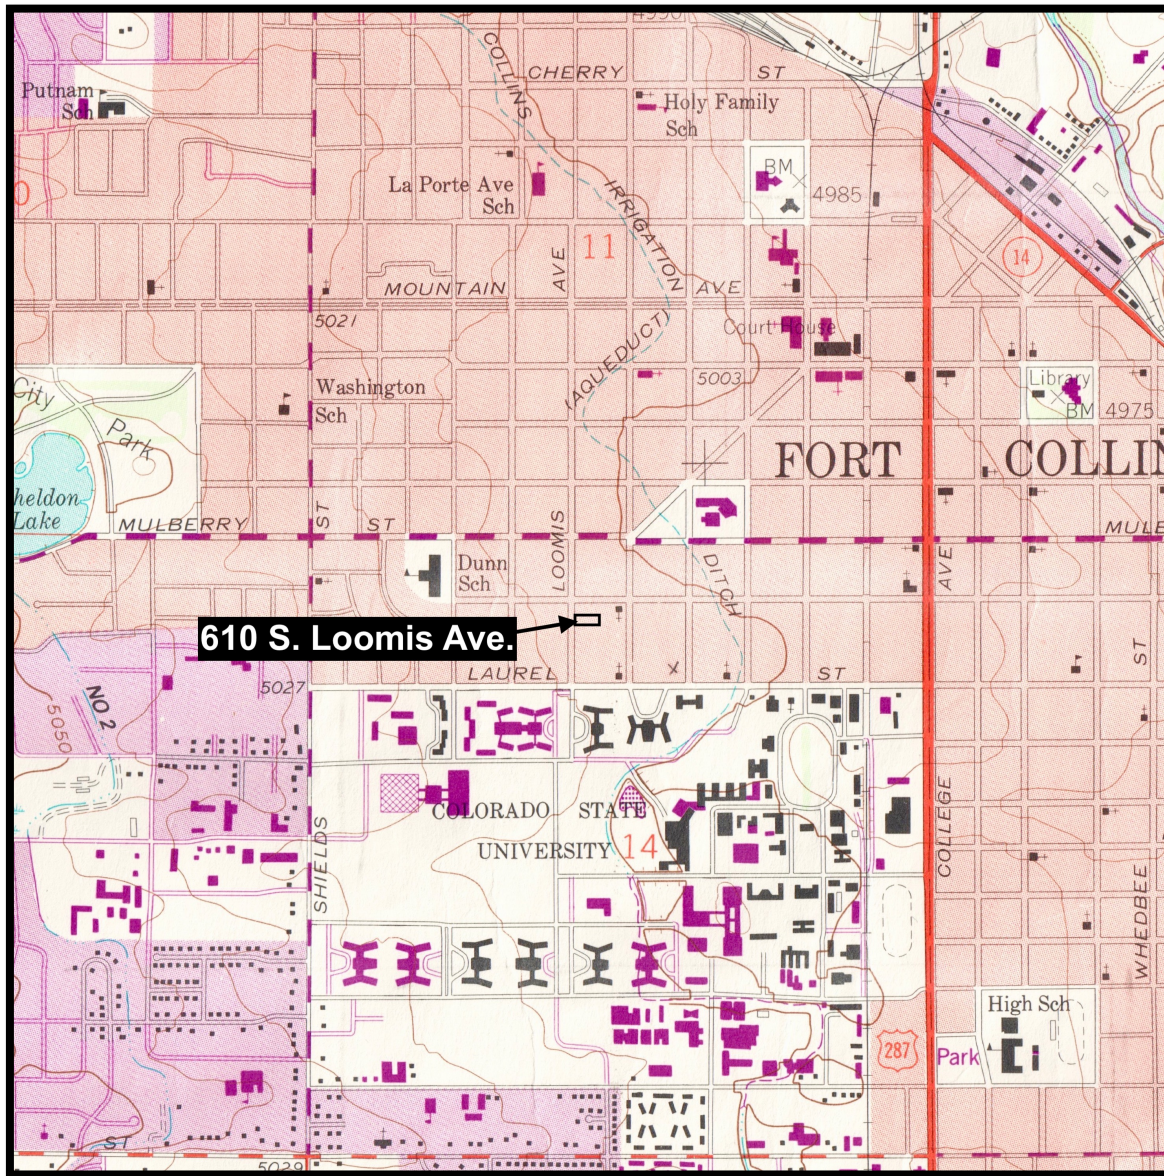 4990
COLLINS
CHERRY ST
Putnam
Sch
Holy Family
Sch
BM
4985
La Porte Ave
Sch
IRRIGATION
AVE
11
14
MOUNTAIN AVE
5021
(AQUEDUCT)
Court House
Washington
Sch
5003
Library
BM 4975
City
Park
FORT COLLIN
heldon
Lake
MULBERRY ST
ST
LOOMIS
MULB
Dunn
Sch
DITCH
AVE
610 S. Loomis Ave.
LAUREL ST
ST
5027
NO 2
5050
COLORADO STATE
UNIVERSITY
14
SHIELDS
COLLEGE
WHEDBEE
High Sch
287
Park
ST
5029